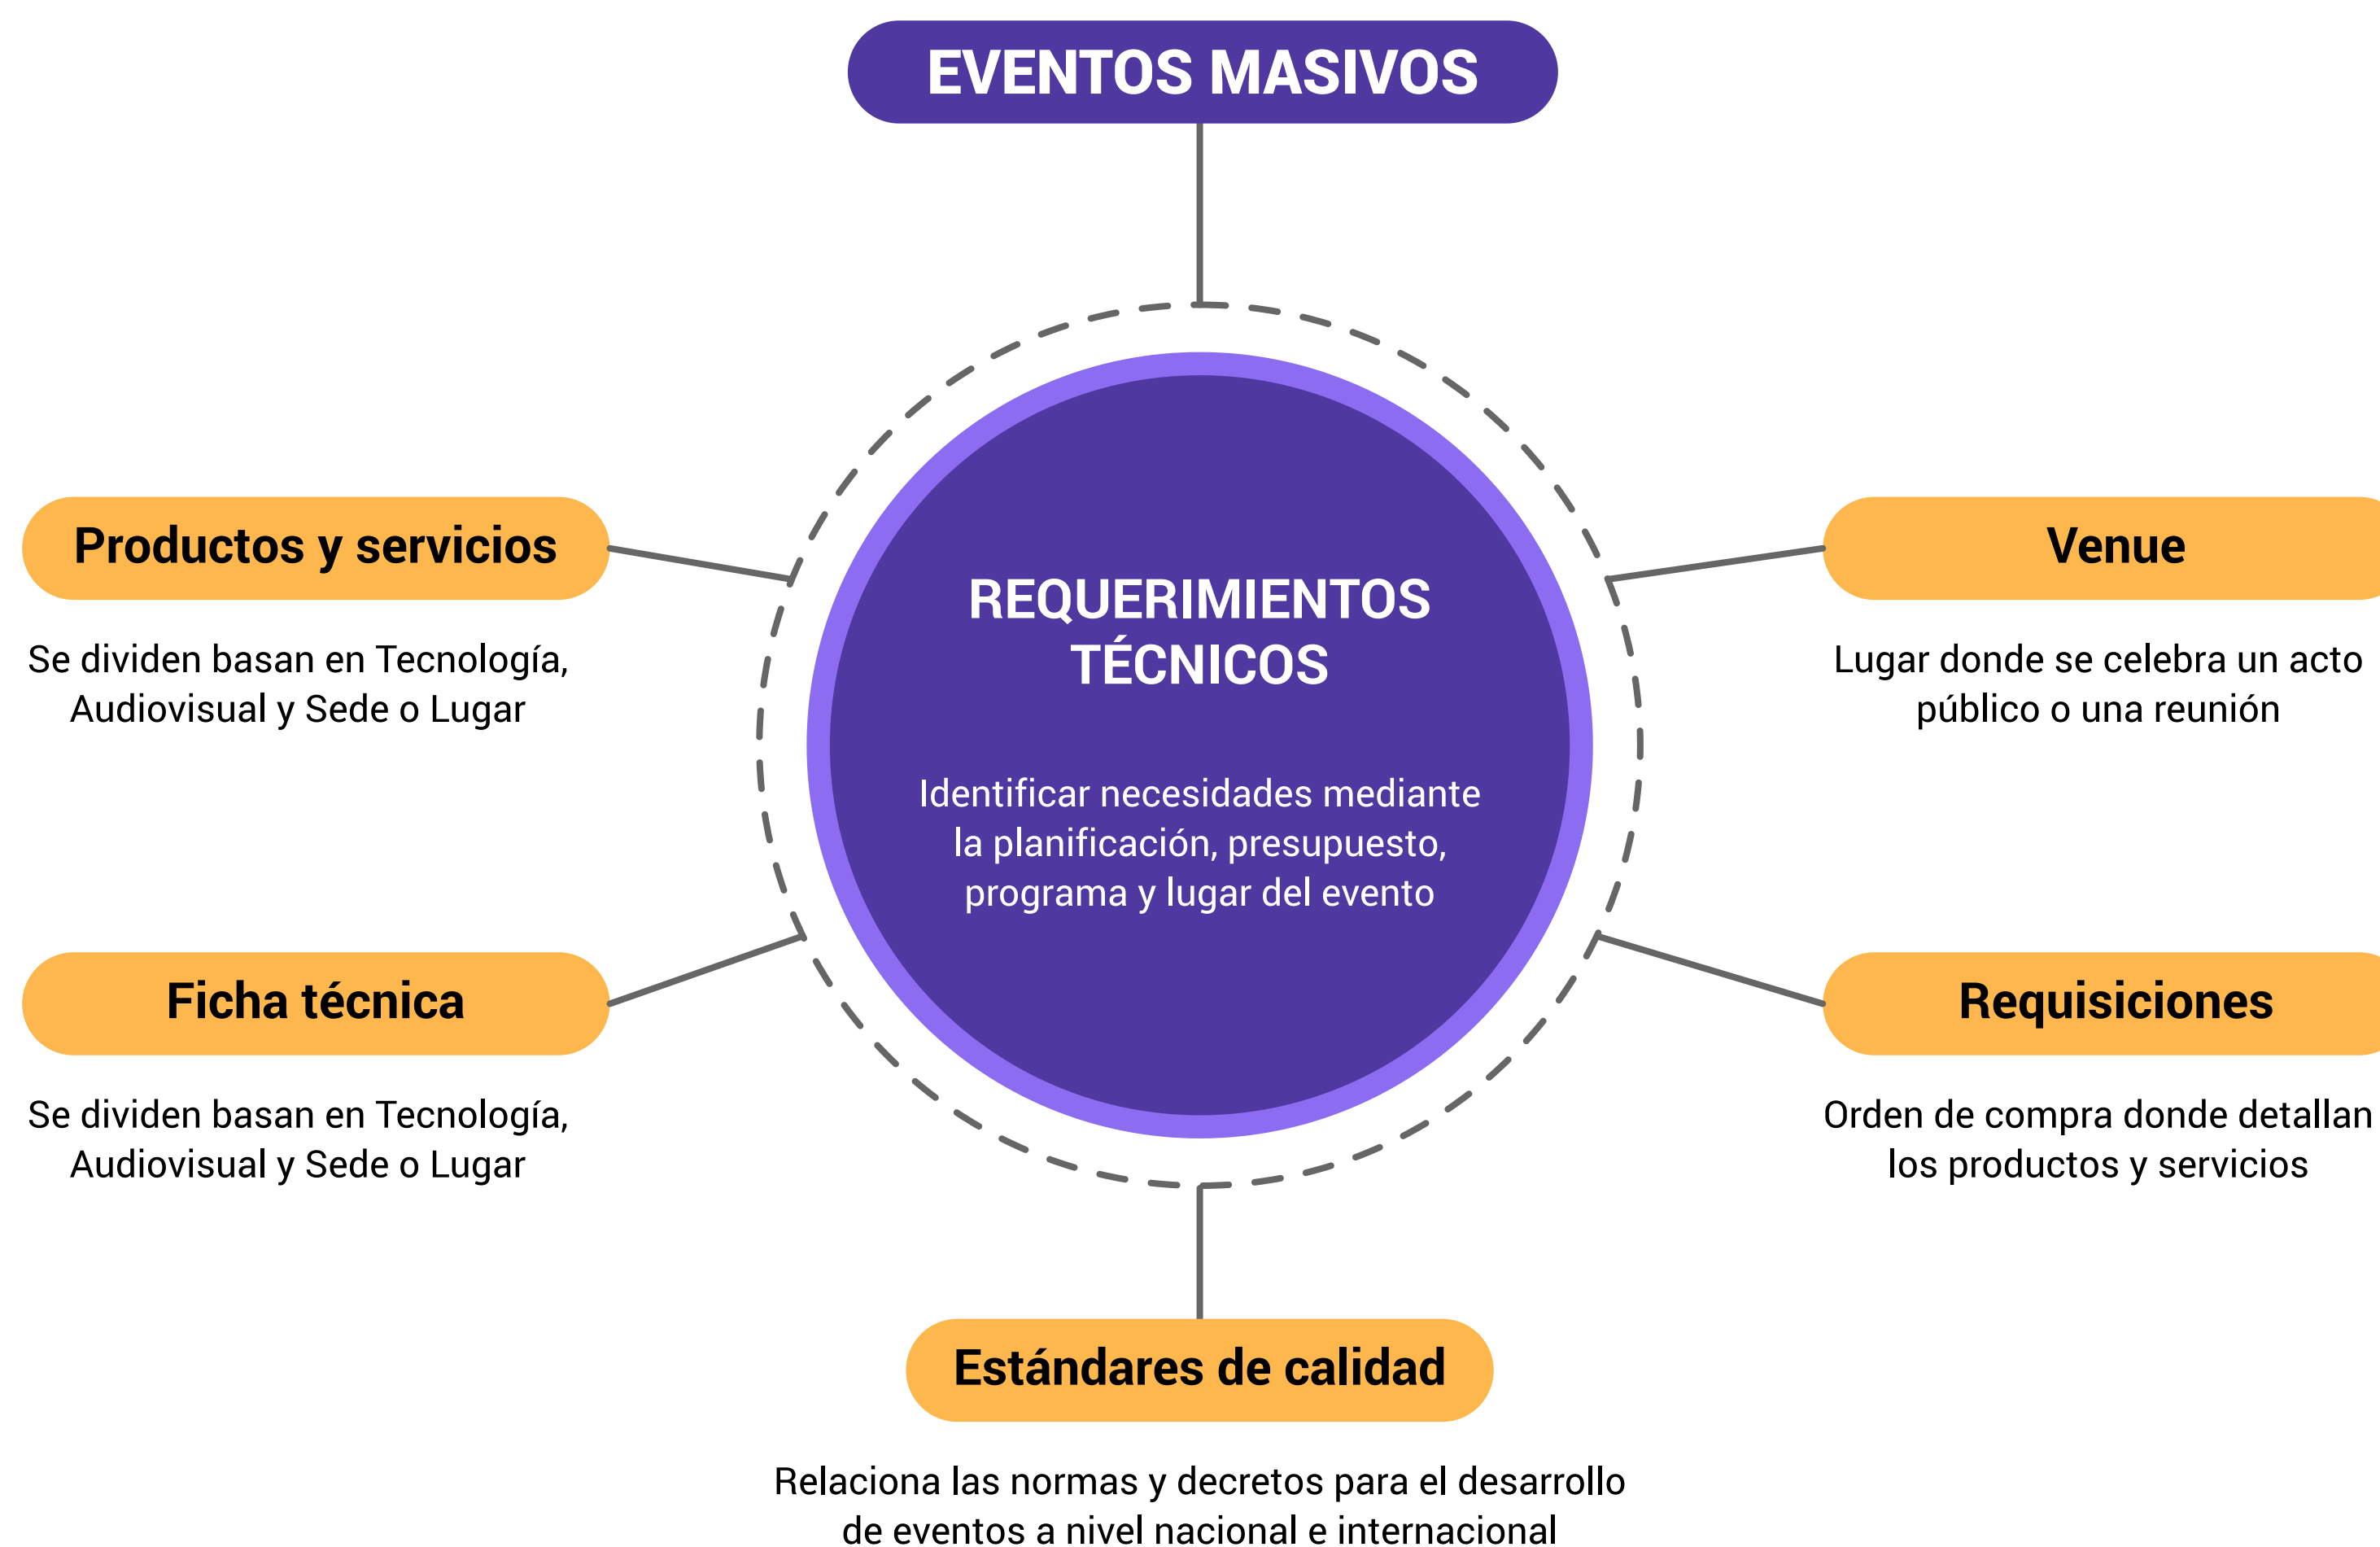 EVENTOS MASIVOS
REQUERIMIENTOS
TÉCNICOS
Identificar necesidades mediante
la planificación, presupuesto,
programa y lugar del evento
Productos y servicios
Se dividen basan en Tecnología,
Audiovisual y Sede o Lugar
Venue
Lugar donde se celebra un acto
público o una reunión
Ficha técnica
Se dividen basan en Tecnología,
Audiovisual y Sede o Lugar
Requisiciones
Orden de compra donde detallan
los productos y servicios
Estándares de calidad
Relaciona las normas y decretos para el desarrollo
de eventos a nivel nacional e internacional